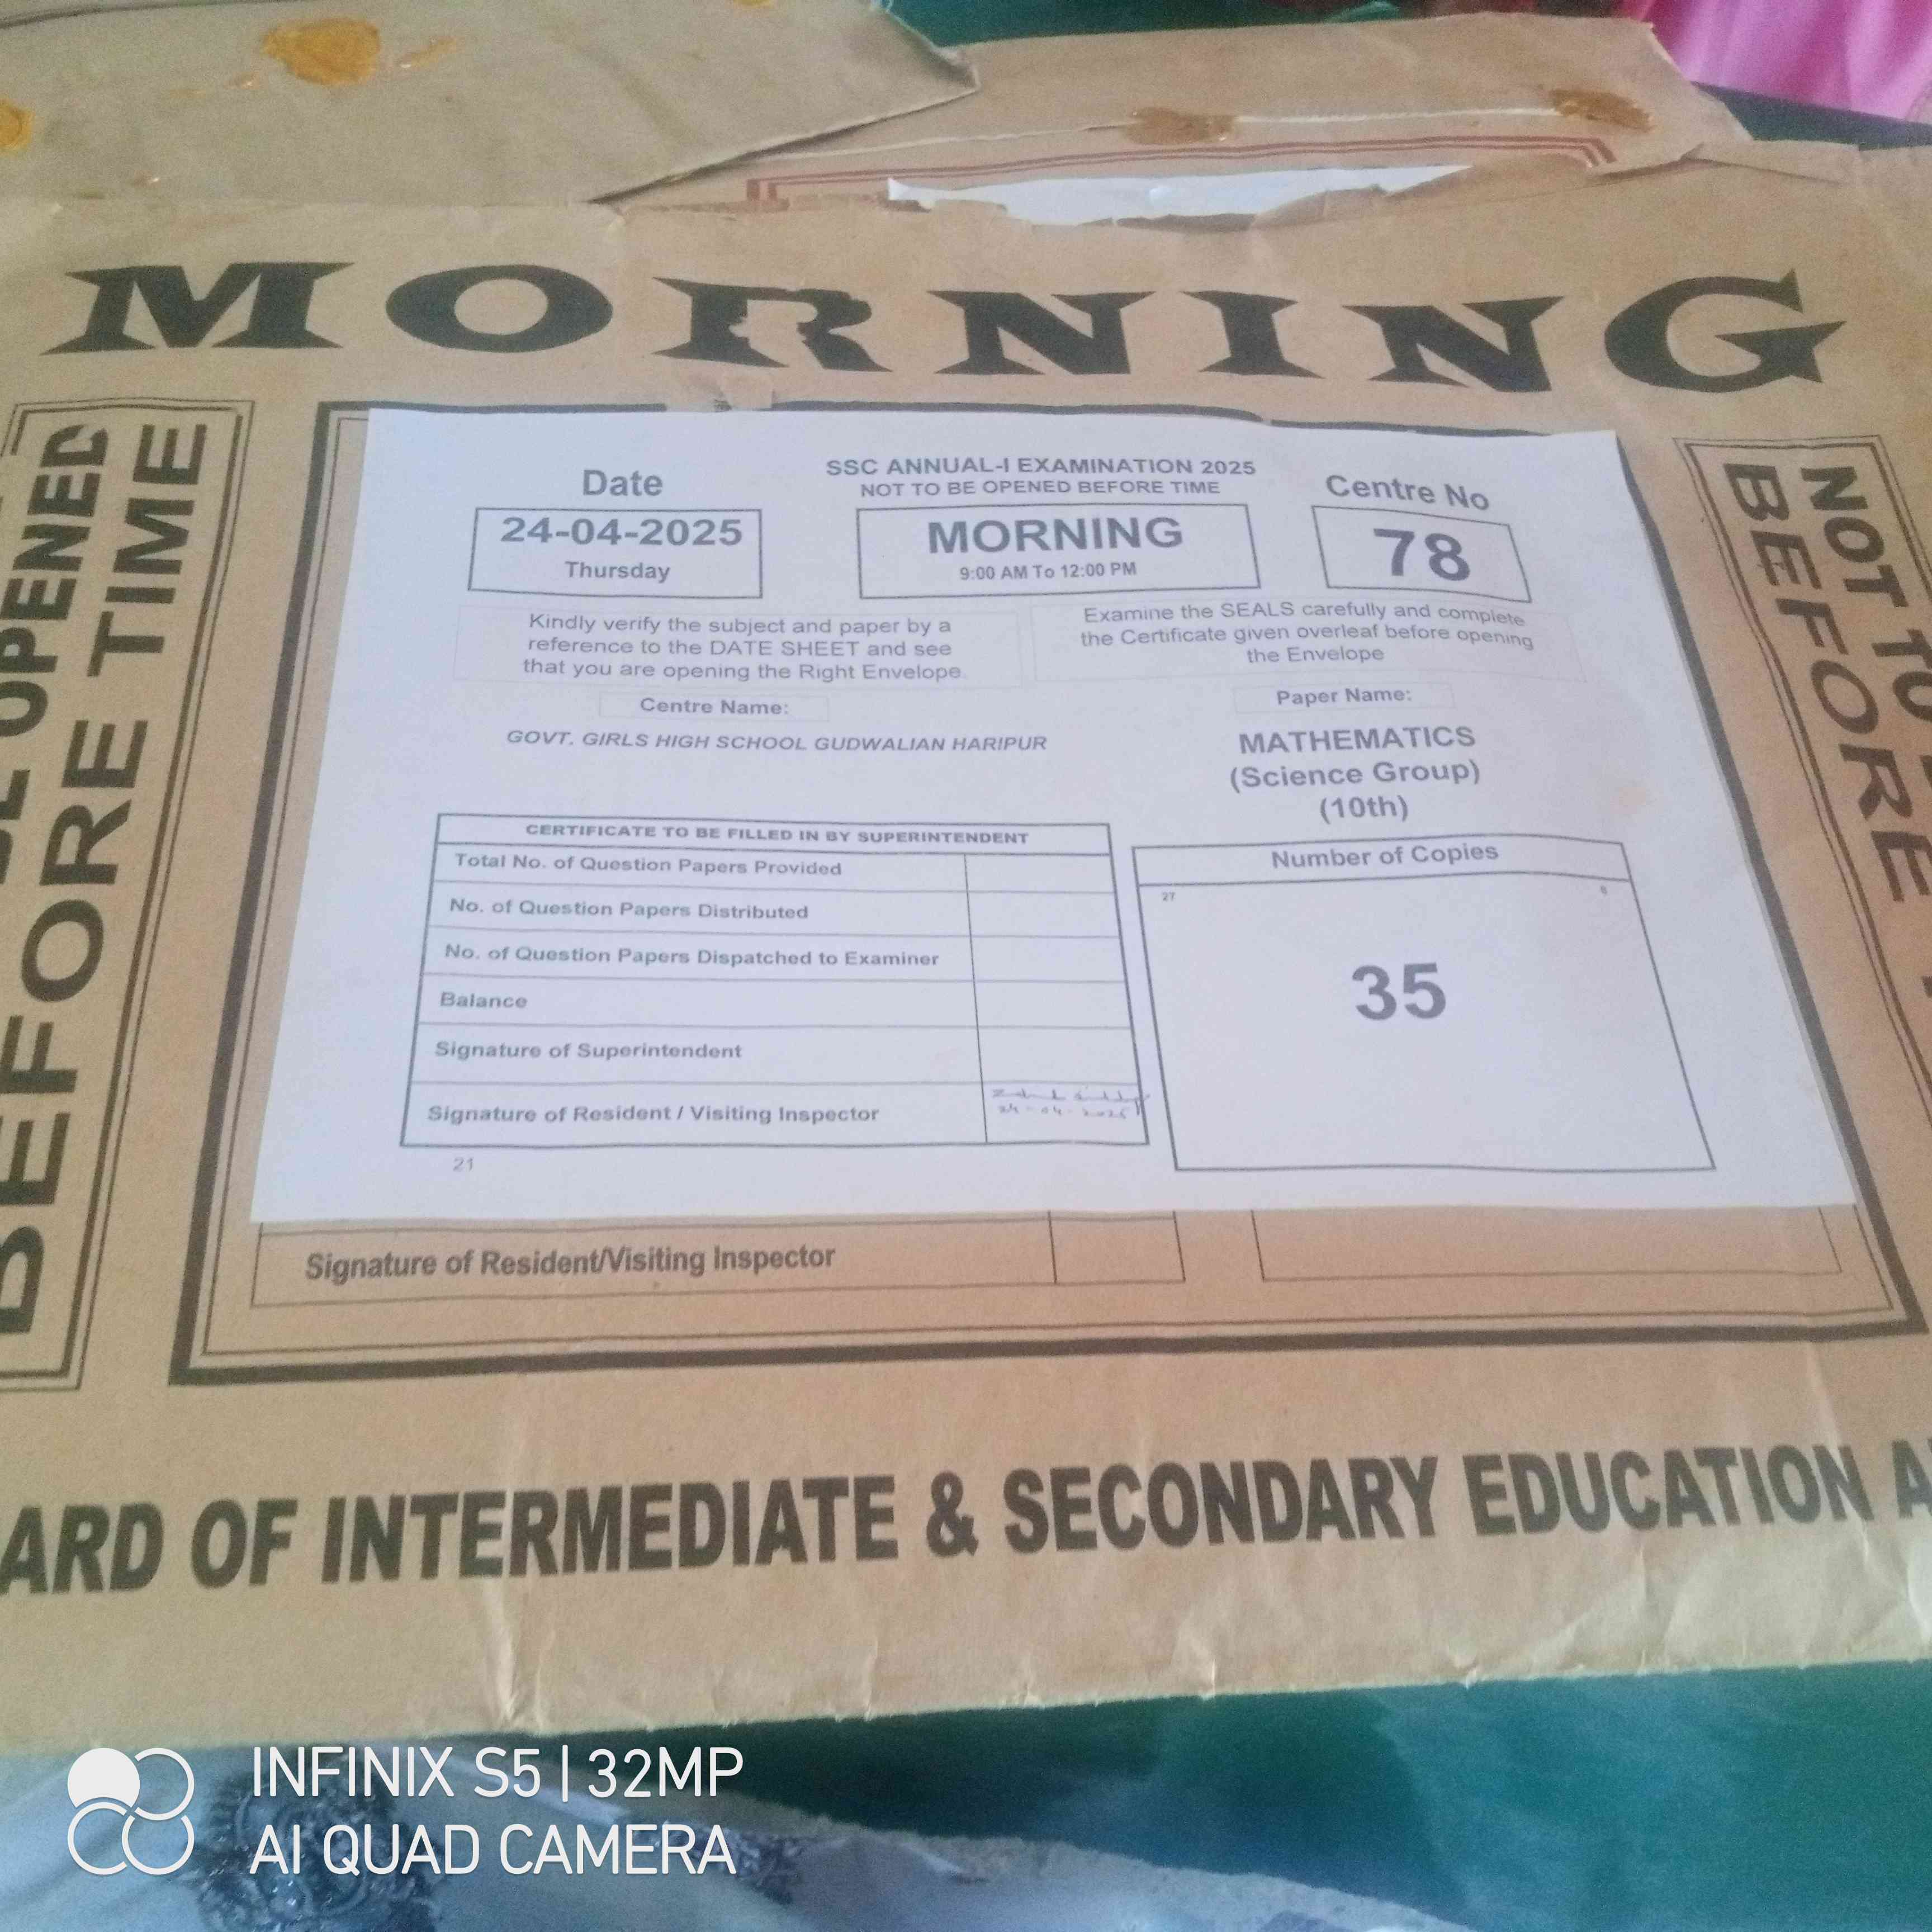 MORNING
BE OPENED
BEFORE TIME
NOT TO BE
BEFORE
Date
24-04-2025
Thursday
SSC ANNUAL-I EXAMINATION 2025
NOT TO BE OPENED BEFORE TIME
MORNING
9:00 AM To 12:00 PM
Centre No
78
Kindly verify the subject and paper by a
reference to the DATE SHEET and see
that you are opening the Right Envelope.
Examine the SEALS carefully and complete
the Certificate given overleaf before opening
the Envelope
Centre Name:
GOVT. GIRLS HIGH SCHOOL GUDWALIAN HARIPUR
Paper Name:
MATHEMATICS
(Science Group)
(10th)
CERTIFICATE TO BE FILLED IN BY SUPERINTENDENT
Total No. of Question Papers Provided
No. of Question Papers Distributed
No. of Question Papers Dispatched to Examiner
Balance
Signature of Superintendent
Signature of Resident / Visiting Inspector
24-04-2025
21
Number of Copies
27
35
Signature of Resident/Visiting Inspector
ARD OF INTERMEDIATE & SECONDARY EDUCATION A
INFINIX S5 | 32MP
AI QUAD CAMERA